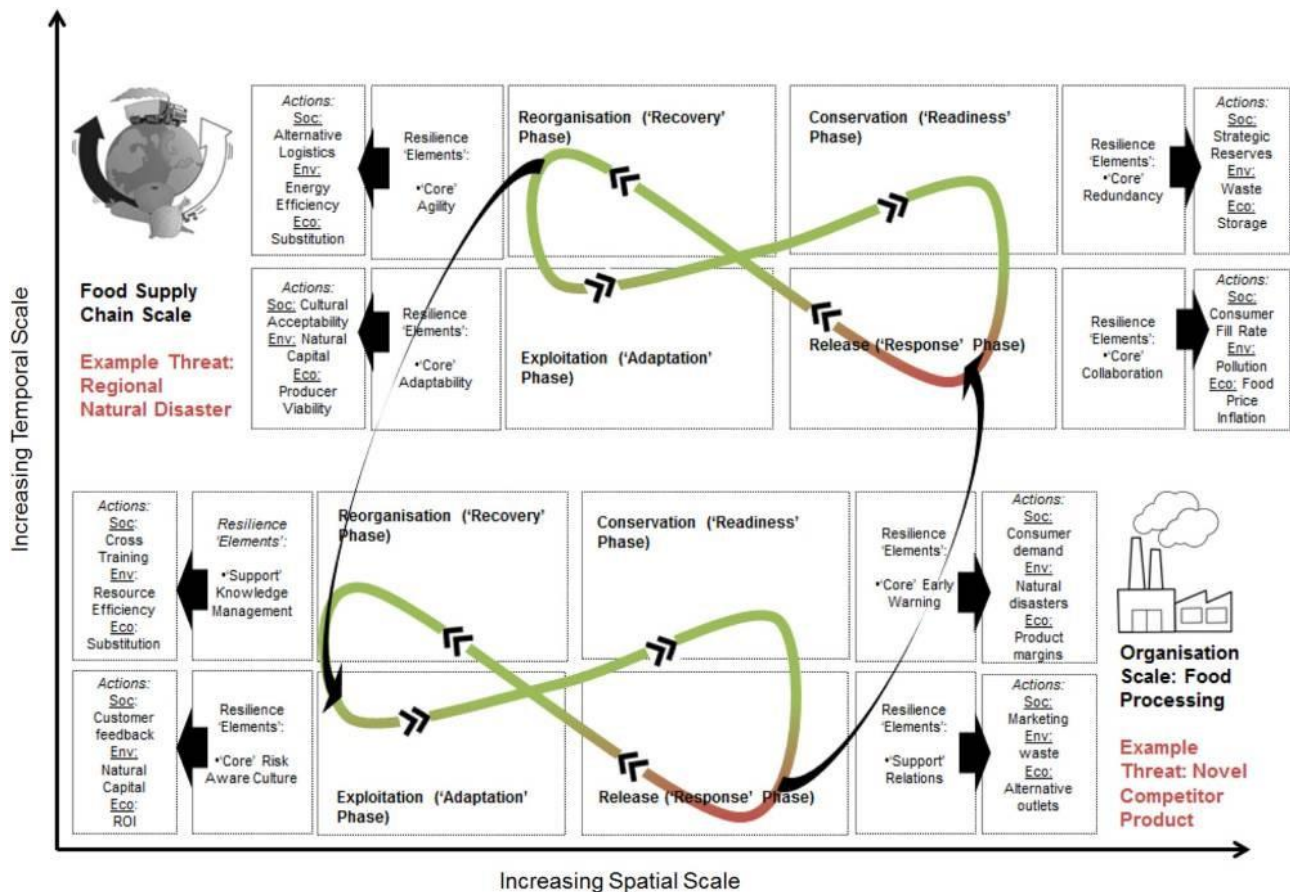 Increasing Temporal Scale
Food Supply
Chain Scale
Example Threat:
Regional
Natural Disaster
Actions:
Soc:
Alternative
Logistics
Env:
Energy
Efficiency
Eco:
Substitution
Resilience
'Elements':
•'Core'
Agility
Reorganisation ('Recovery'
Phase)
Conservation ('Readiness'
Phase)
Resilience
'Elements':
•'Core'
Redundancy
Actions:
Soc:
Strategic
Reserves
Env:
Waste
Eco:
Storage
Actions:
Soc: Cultural
Acceptability
Env: Natural
Capital
Eco:
Producer
Viability
Resilience
'Elements':
•'Core'
Adaptability
Exploitation ('Adaptation'
Phase)
Release ('Response' Phase)
Resilience
'Elements':
•'Core'
Collaboration
Actions:
Soc:
Consumer
Fill Rate
Env:
Pollution
Eco: Food
Price
Inflation
Actions:
Soc:
Cross
Training
Env:
Resource
Efficiency
Eco:
Substitution
Resilience
'Elements':
•'Support'
Knowledge
Management
Reorganisation ('Recovery'
Phase)
Conservation ('Readiness'
Phase)
Resilience
'Elements':
•'Core' Early
Warning
Actions:
Soc:
Consumer
demand
Env:
Natural
disasters
Eco:
Product
margins
Actions:
Soc:
Customer
feedback
Env:
Natural
Capital
Eco:
ROI
Resilience
'Elements':
•'Core' Risk
Aware Culture
Exploitation ('Adaptation'
Phase)
Release ('Response' Phase)
Resilience
'Elements':
•'Support'
Relations
Actions:
Soc:
Marketing
Env:
waste
Eco:
Alternative
outlets
Organisation
Scale: Food
Processing
Example
Threat: Novel
Competitor
Product
Increasing Spatial Scale